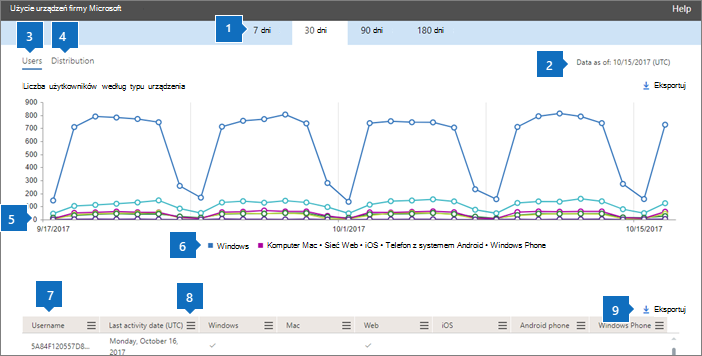 Użycie urządzeń firmy Microsoft
Help
1
7 dni
30 dni
90 dni
180 dni
3
4
Users
Distribution
2
Data as of: 10/15/2017 (UTC)
Liczba użytkowników według typu urządzenia
Eksportuj
900
800
700
600
500
400
300
200
100
0
5
9/17/2017
10/1/2017
10/15/2017
6
Windows
Komputer Mac • Sieć Web • iOS • Telefon z systemem Android • Windows Phone
7
8
9
Eksportuj
Username
Last activity date (UTC)
Windows
Mac
Web
iOS
Android phone
Windows Phone
5A84F120557D8...
Monday, October 16,
2017